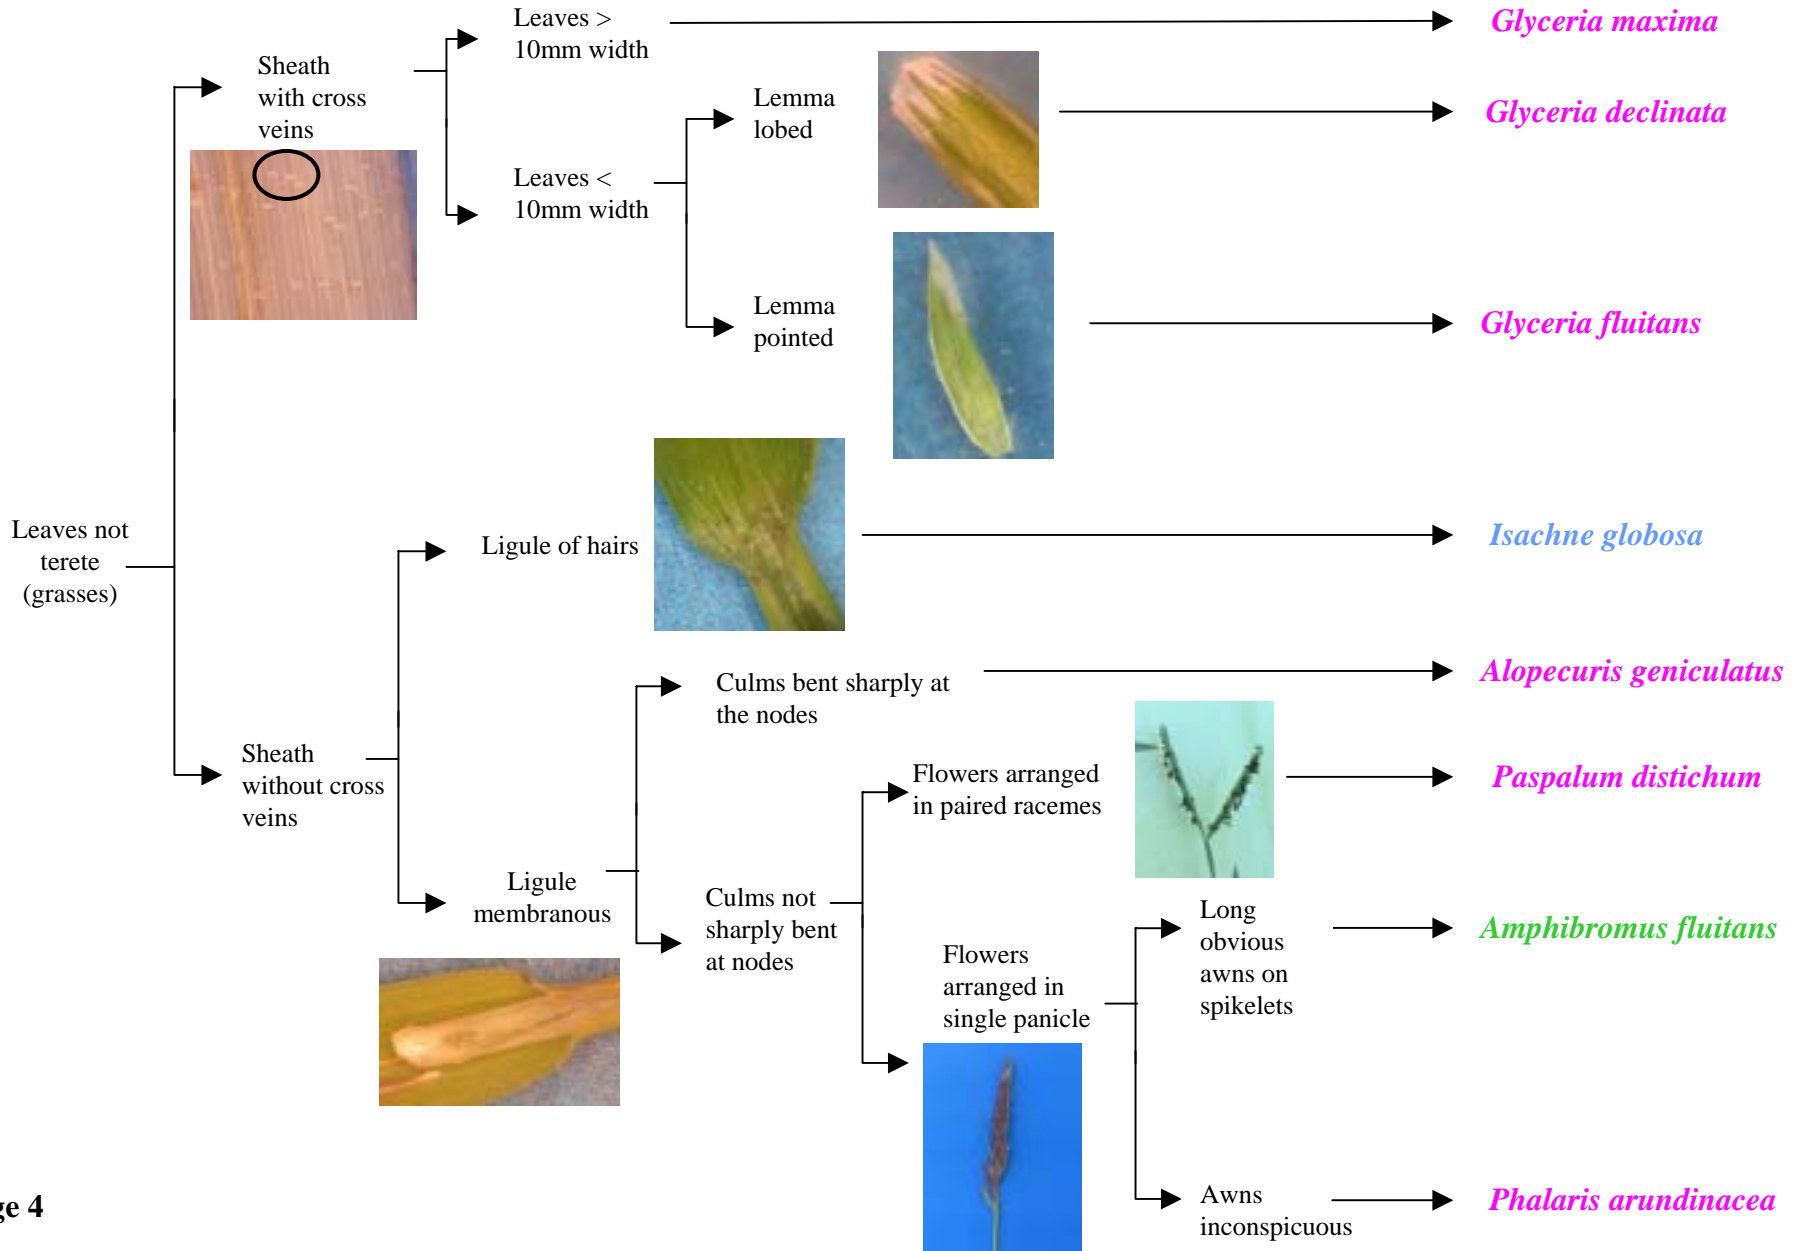 Leaves >
10mm width
Glyceria maxima
Sheath
with cross
veins
Lemma
lobed
Glyceria declinata
Leaves <
10mm width
Lemma
pointed
Glyceria fluitans
Leaves not
terete
(grasses)
Ligule of hairs
Isachne globosa
Culms bent sharply at
the nodes
Alopecuris geniculatus
Sheath
without cross
veins
Flowers arranged
in paired racemes
Paspalum distichum
Ligule
membranous
Culms not
sharply bent
at nodes
Long
obvious
awns on
spikelets
Amphibromus fluitans
Flowers
arranged in
single panicle
Awns
inconspicuous
Phalaris arundinacea
ge 4